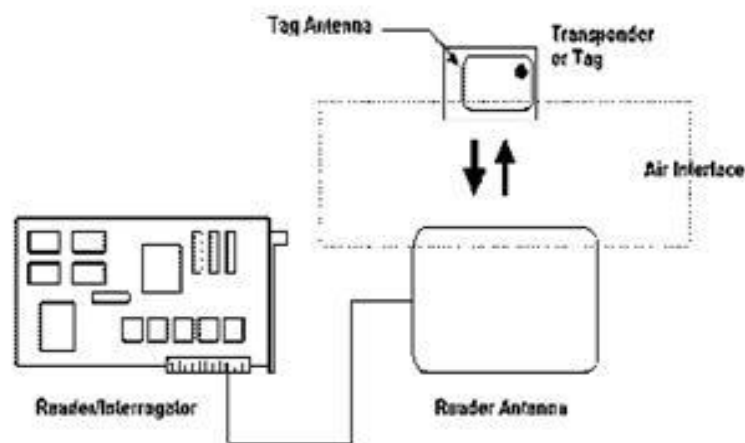 Tag Antenna
Transponder
or Tag
Air Interface
Reader/Interrogator
Reader Antenna